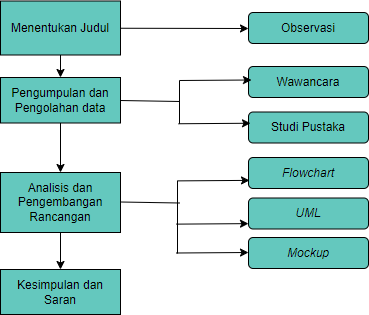 Menentukan Judul
Observasi
Pengumpulan dan
Pengolahan data
Wawancara
Studi Pustaka
Analisis dan
Pengembangan
Rancangan
Flowchart
UML
Mockup
Kesimpulan dan
Saran